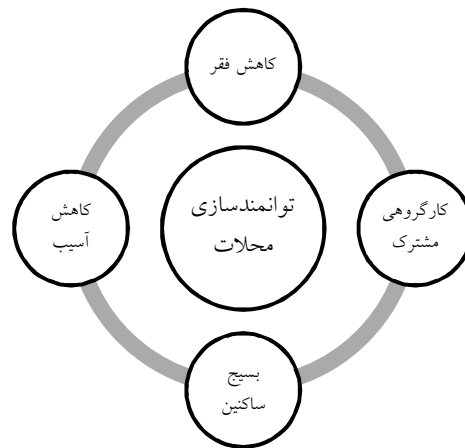 کاهش فقر
توانمندسازی
محلات
کارگروهی
مشترک
کاهش
آسیب
بسیج
ساکنین